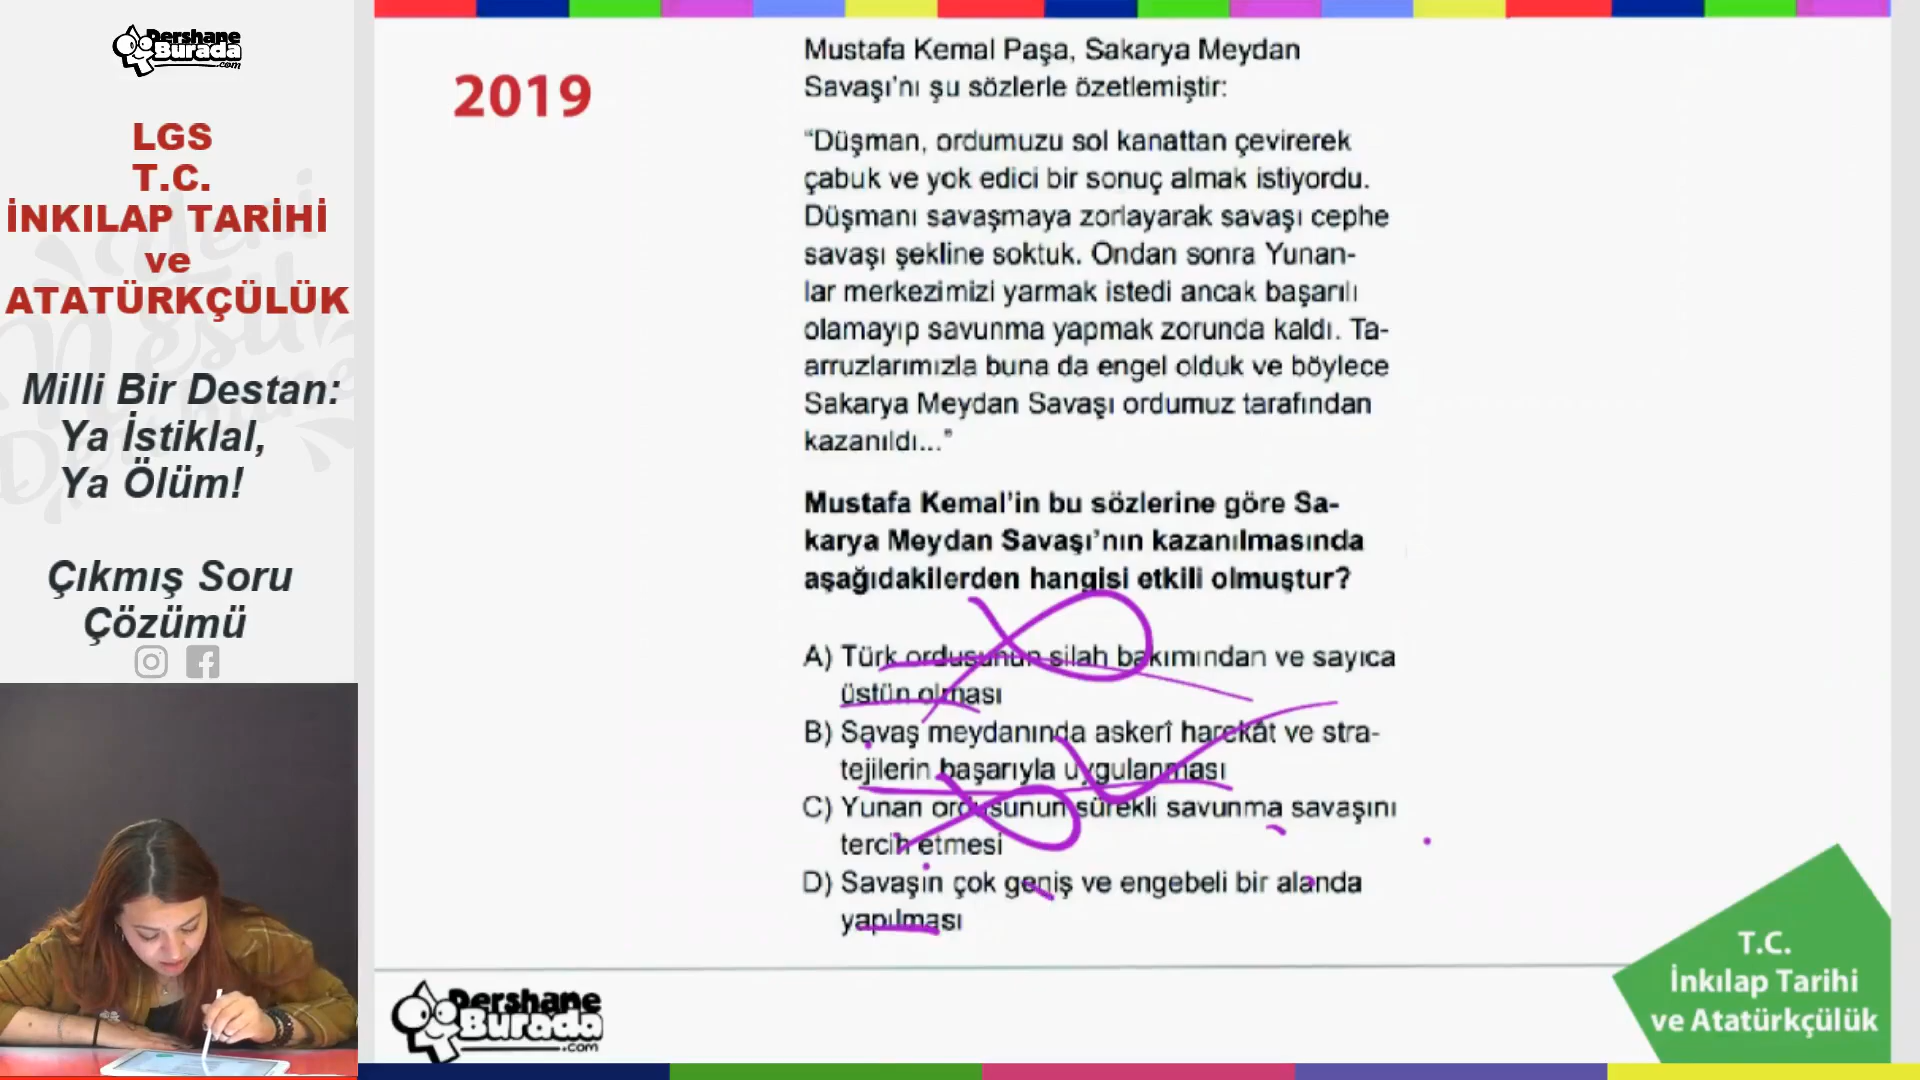 Dershane
Burada
.com
LGS
T.C.
İNKILAP TARİHİ
ve
ATATÜRKÇÜLÜK
Milli Bir Destan:
Ya İstiklal,
Ya Ölüm!
Çıkmış Soru
Çözümü
2019
Mustafa Kemal Paşa, Sakarya Meydan
Savaşı’nı şu sözlerle özetlemiştir:
“Düşman, ordumuzu sol kanattan çevirerek
çabuk ve yok edici bir sonuç almak istiyordu.
Düşmanı savaşmaya zorlayarak savaşı cephe
savaşı şekline soktuk. Ondan sonra Yunan-
lar merkezimizi yarmak istedi ancak başarılı
olamayıp savunma yapmak zorunda kaldı. Ta-
arruzlarımızla buna da engel olduk ve böylece
Sakarya Meydan Savaşı ordumuz tarafından
kazanıldı...”
Mustafa Kemal’in bu sözlerine göre Sa-
karya Meydan Savaşı’nın kazanılmasında
aşağıdakilerden hangisi etkili olmuştur?
A) Türk ordusunun silah bakımından ve sayıca
üstün olması
B) Savaş meydanında askerî harekât ve stra-
tejilerin başarıyla uygulanması
C) Yunan ordusunun sürekli savunma savaşını
tercih etmesi
D) Savaşın çok geniş ve engebeli bir alanda
yapılması
Dershane
Burada
.com
T.C.
İnkılap Tarihi
ve Atatürkçülük